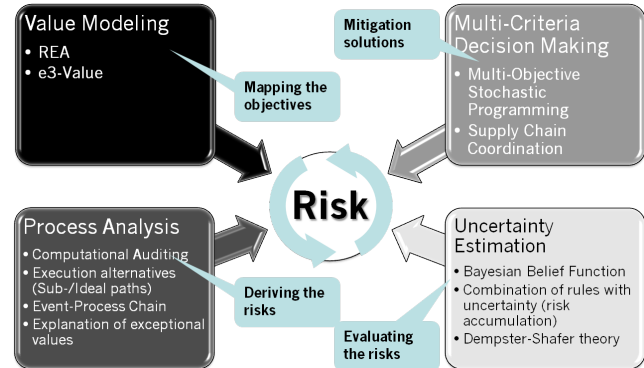 Value Modeling
• REA
• e3-Value
Mapping the
objectives
Mitigation
solutions
Multi-Criteria
Decision Making
• Multi-Objective
Stochastic
Programming
• Supply Chain
Coordination
Risk
Process Analysis
• Computational Auditing
• Execution alternatives
(Sub-/Ideal paths)
• Event-Process Chain
• Explanation of exceptional
values
Deriving the
risks
Evaluating
the risks
Uncertainty
Estimation
• Bayesian Belief Function
• Combination of rules with
uncertainty (risk
accumulation)
• Dempster-Shafer theory